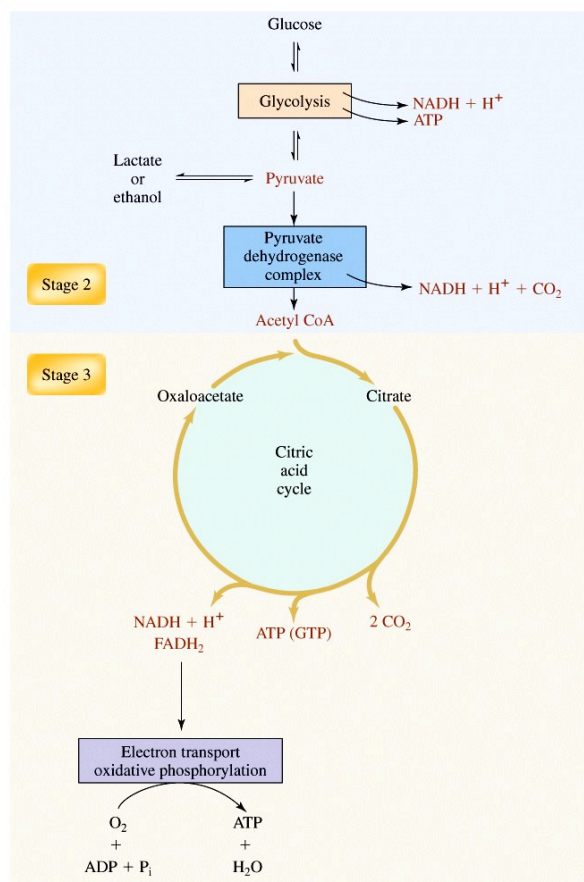 Glucose
Glycolysis
NADH + H⁺
ATP
Lactate
or
ethanol
Pyruvate
Pyruvate
dehydrogenase
complex
Stage 2
NADH + H⁺ + CO₂
Acetyl CoA
Stage 3
Oxaloacetate
Citrate
Citric
acid
cycle
NADH + H⁺
FADH₂
ATP (GTP)
2 CO₂
Electron transport
oxidative phosphorylation
O₂
+
ADP + Pᵢ
ATP
+
H₂O